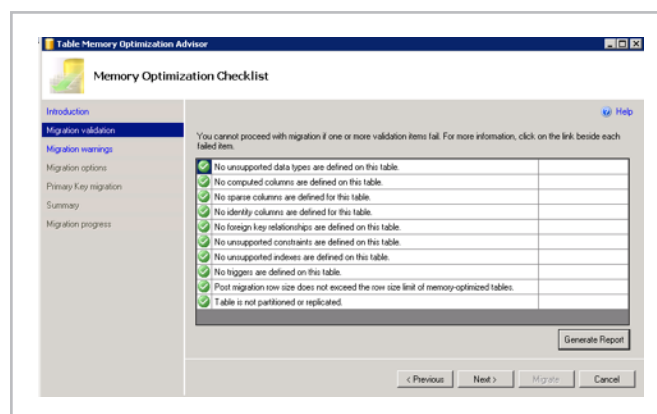 Table Memory Optimization Advisor
Memory Optimization Checklist
Introduction
Migration validation
Migration warnings
Migration options
Primary Key migration
Summary
Migration progress
Help
You cannot proceed with migration if one or more validation items fail. For more information, click on the link beside each
failed item.
No unsupported data types are defined on this table.
No computed columns are defined on this table.
No sparse columns are defined for this table.
No identity columns are defined for this table.
No foreign key relationships are defined on this table.
No unsupported constraints are defined on this table.
No unsupported indexes are defined on this table.
No triggers are defined on this table.
Post migration row size does not exceed the row size limit of memory-optimized tables.
Table is not partitioned or replicated.
Generate Report
< Previous
Next >
Migrate
Cancel